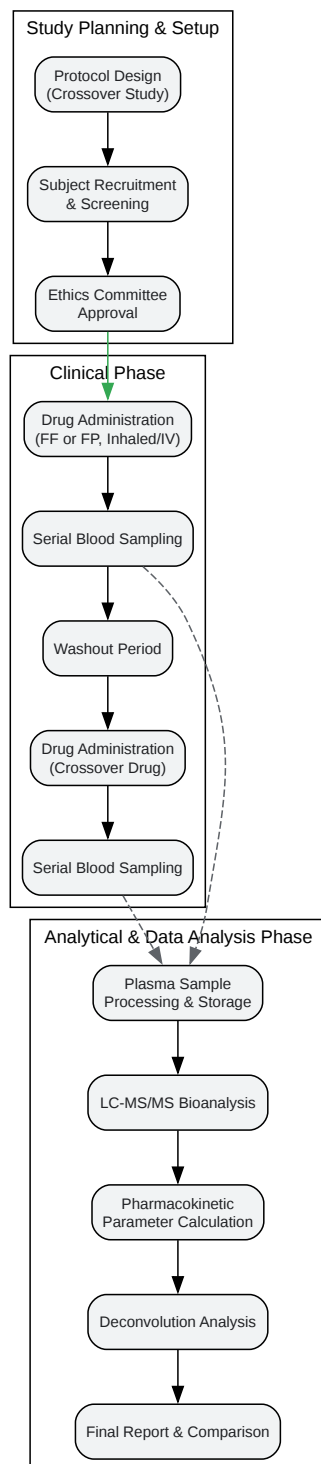 Study Planning & Setup
Protocol Design
(Crossover Study)
Subject Recruitment
& Screening
Ethics Committee
Approval
Clinical Phase
Drug Administration
(FF or FP, Inhaled/IV)
Serial Blood Sampling
Washout Period
Drug Administration
(Crossover Drug)
Serial Blood Sampling
Analytical & Data Analysis Phase
Plasma Sample
Processing & Storage
LC-MS/MS Bioanalysis
Pharmacokinetic
Parameter Calculation
Deconvolution Analysis
Final Report & Comparison